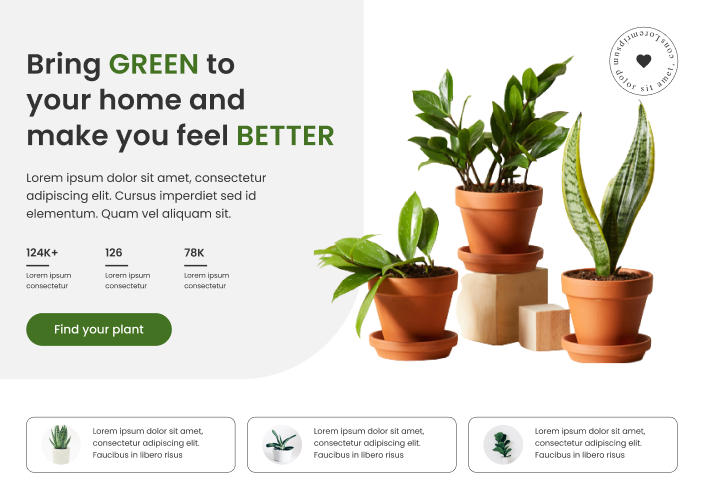 Bring GREEN to
your home and
make you feel BETTER
Lorem ipsum dolor sit amet, consectetur
adipiscing elit. Cursus imperdiet sed id
elementum. Quam vel aliquam sit.
124K+
Lorem ipsum
consectetur
126
Lorem ipsum
consectetur
78K
Lorem ipsum
consectetur
Find your plant
Loremripsum dolor sit amet, Cons
Lorem ipsum dolor sit amet,
consectetur adipiscing elit.
Faucibus in libero risus
Lorem ipsum dolor sit amet,
consectetur adipiscing elit.
Faucibus in libero risus
Lorem ipsum dolor sit amet,
consectetur adipiscing elit.
Faucibus in libero risus